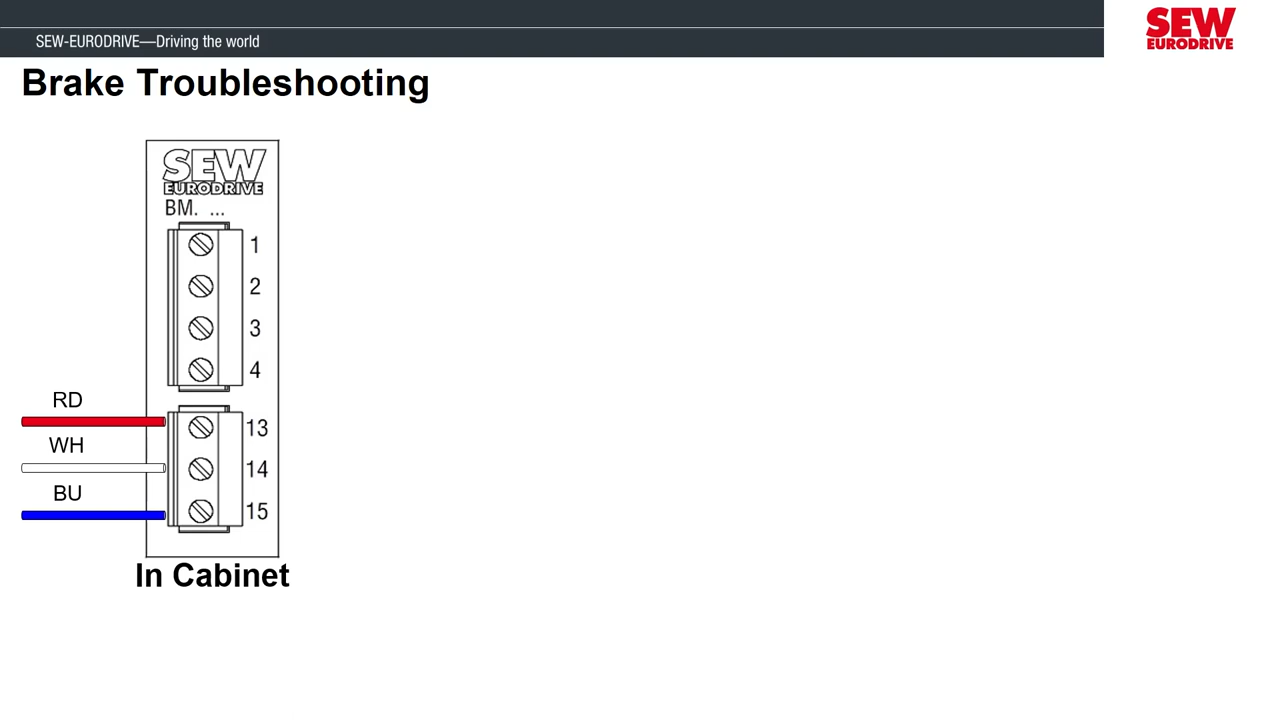 SEW-EURODRIVE—Driving the world
SEW
EURODRIVE
Brake Troubleshooting
SEW
EURODRIVE
BM. ...
1
2
3
4
RD
13
WH
14
BU
15
In Cabinet